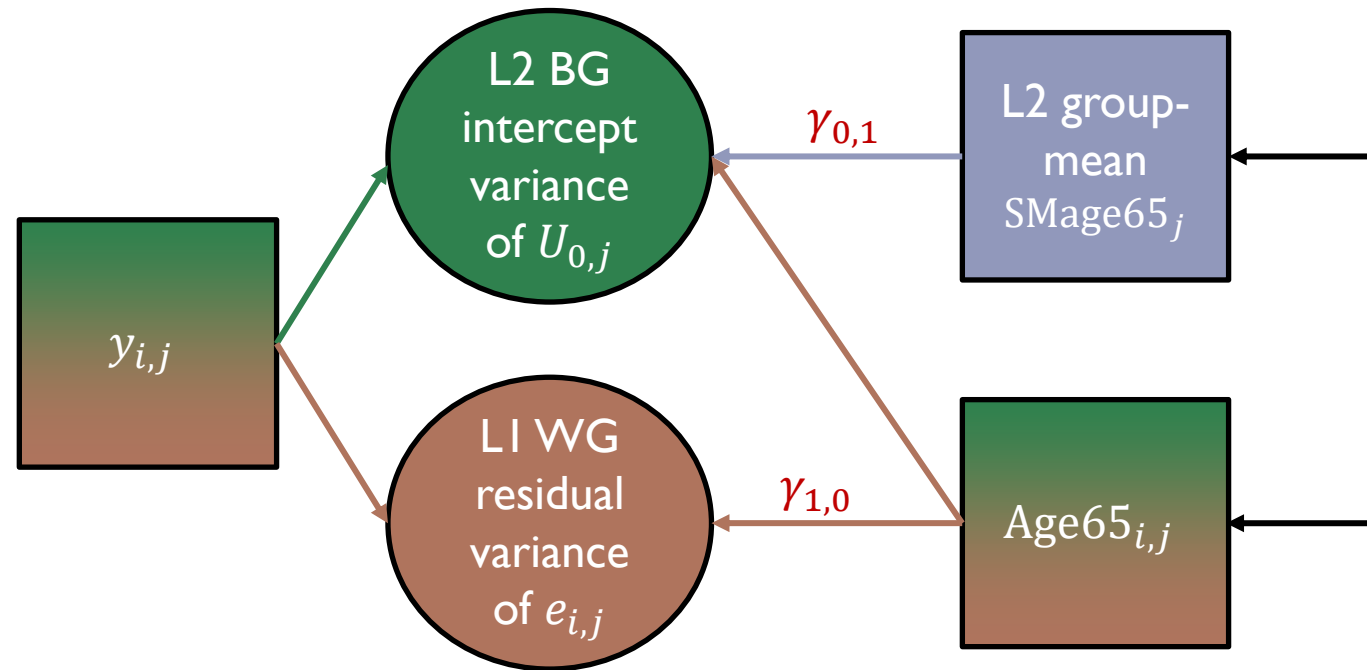 L2 BG
intercept
variance
of U₀,ⱼ
γ₀,₁
L2 group-
mean
SMage65ⱼ
yᵢ,ⱼ
L1 WG
residual
variance
of eᵢ,ⱼ
γ₁,₀
Age65ᵢ,ⱼ